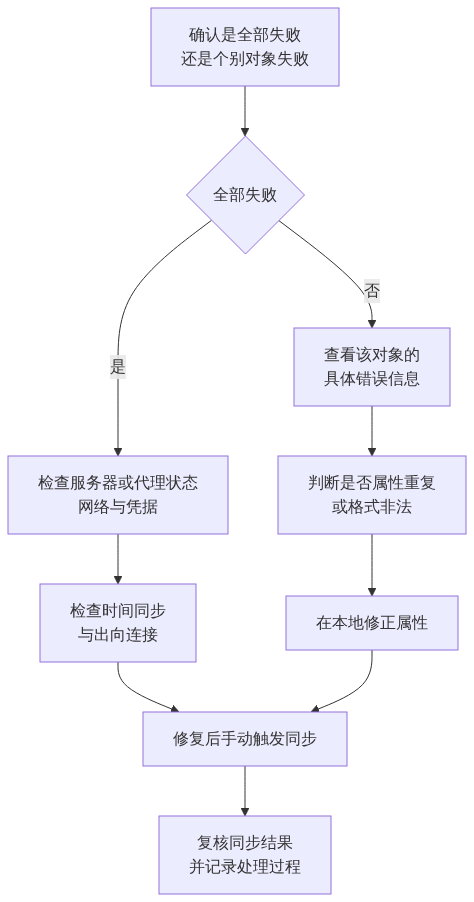 确认是全部失败
还是个别对象失败
全部失败
否
是
查看该对象的
具体错误信息
检查服务器或代理状态
网络与凭据
判断是否属性重复
或格式非法
检查时间同步
与出向连接
在本地修正属性
修复后手动触发同步
复核同步结果
并记录处理过程